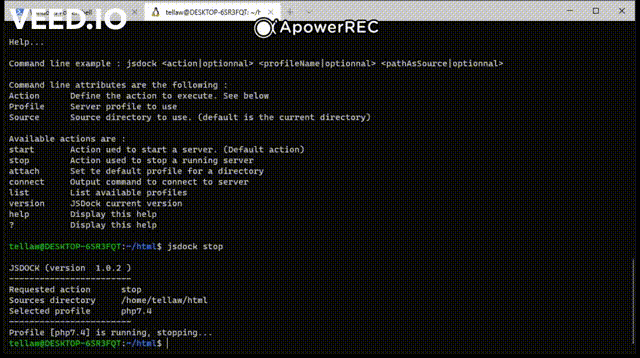 VEED.IO
tellaw@DESKTOP-6SR3FQT: ~/h
ApowerREC
Help...
Command line example : jsdock <action|optionnal> <profileName|optionnal> <pathAsSource|optionnal>
Command line attributes are the following :
Action Define the action to execute. See below
Profile Server profile to use
Source Source directory to use. (default is the current directory)
Available actions are :
start Action ued to start a server. (Default action)
stop Action used to stop a running server
attach Set te default profile for a directory
connect Output command to connect to server
list List available profiles
version JSDock current version
help Display this help
? Display this help
tellaw@DESKTOP-6SR3FQT:~/html$ jsdock stop
JSDOCK (version 1.0.2 )
------------------------
Requested action stop
Sources directory /home/tellaw/html
Selected profile php7.4
------------------------
Profile [php7.4] is running, stopping...
tellaw@DESKTOP-6SR3FQT:~/html$